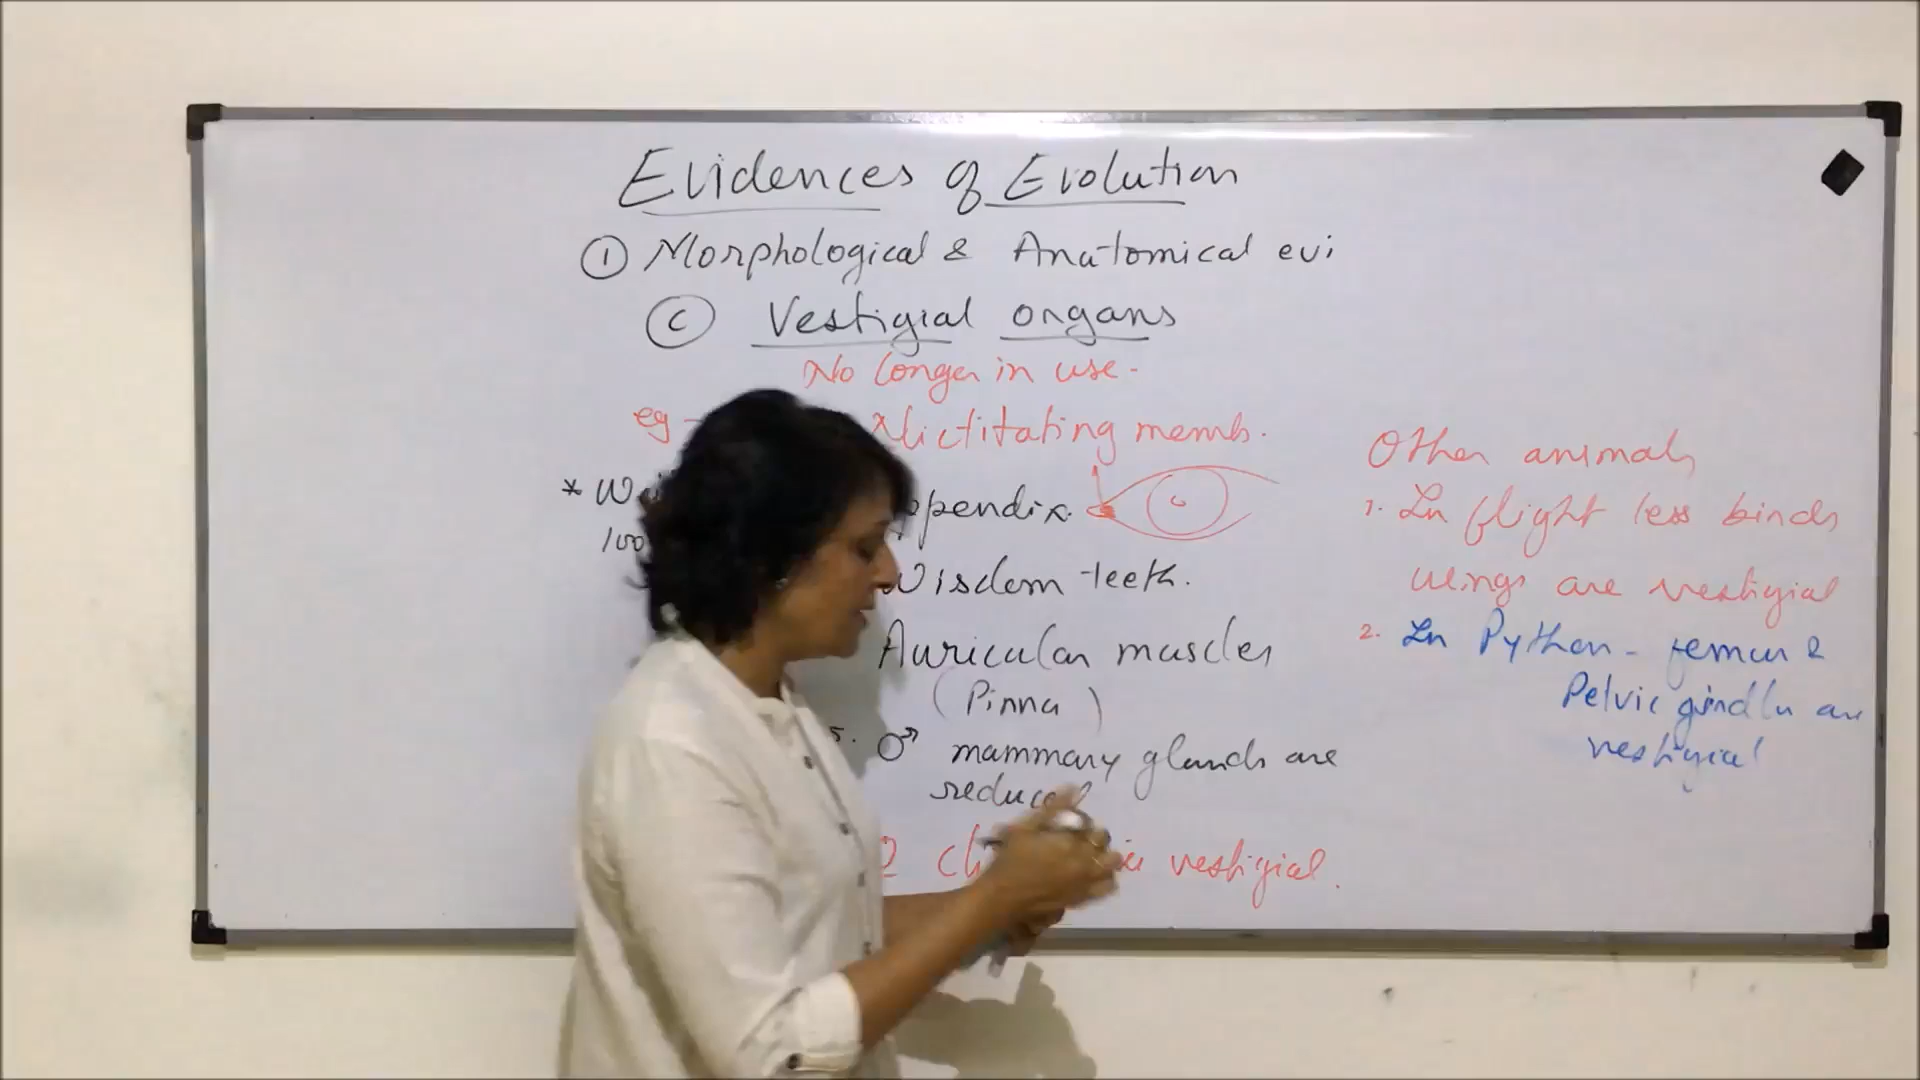 Evidences of Evolution
① Morphological & Anatomical evi
Ⓒ Vestigial organs
No longer in use.
eg - Nictitating memb.
* 
100
ppendix.
Wisdom teeth.
Auricular muscles
(Pinna)
5. ♂ mammary glands are
reduced
vestigial.
Other animals
1. In flight less birds
wings are vestigial
2. In Python - femur &
Pelvic girdle are
vestigial